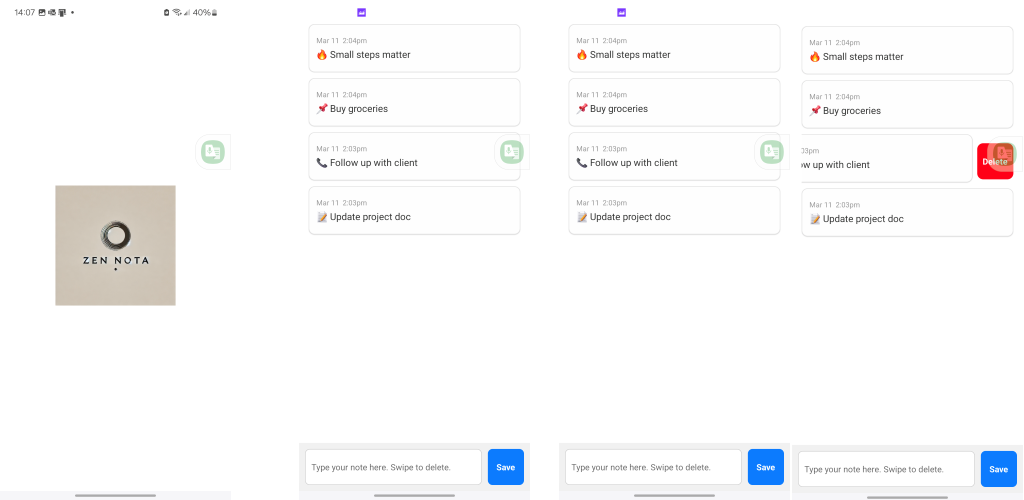 14:07
40%
ZEN NOTA
Mar 11 2:04pm
🔥 Small steps matter
Mar 11 2:04pm
📌 Buy groceries
Mar 11 2:03pm
📞 Follow up with client
Mar 11 2:03pm
📝 Update project doc
Type your note here. Swipe to delete.
Save
Mar 11 2:04pm
🔥 Small steps matter
Mar 11 2:04pm
📌 Buy groceries
Mar 11 2:03pm
📞 Follow up with client
Mar 11 2:03pm
📝 Update project doc
Type your note here. Swipe to delete.
Save
Mar 11 2:04pm
🔥 Small steps matter
Mar 11 2:04pm
📌 Buy groceries
:03pm
ow up with client
Delete
Mar 11 2:03pm
📝 Update project doc
Type your note here. Swipe to delete.
Save